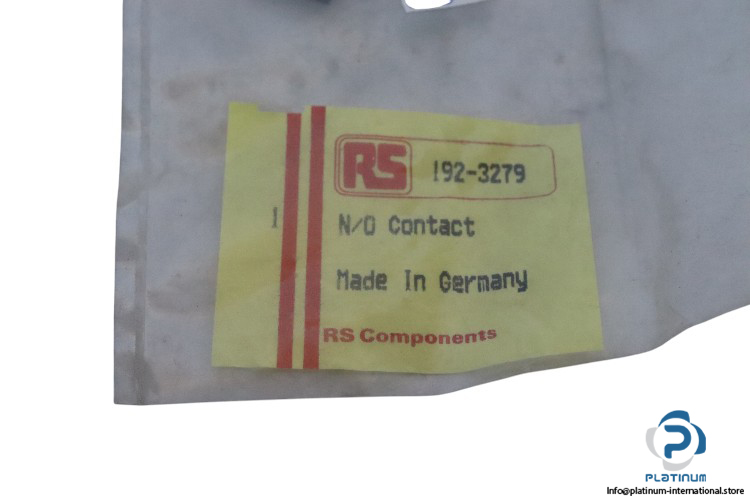 RS 192-3279
1
N/O Contact
Made In Germany
RS Components
PLATINUM
Info@platinum-international.store